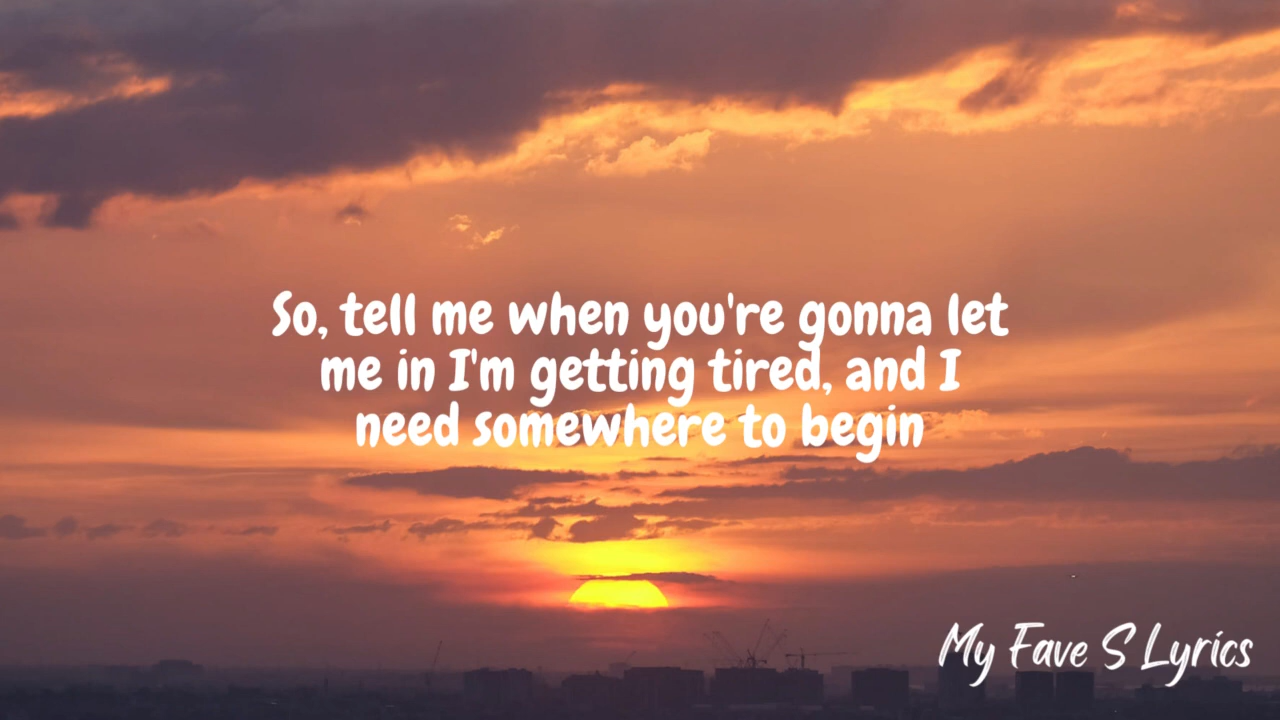 So, tell me when you're gonna let
me in I'm getting tired, and I
need somewhere to begin
My Fave S Lyrics